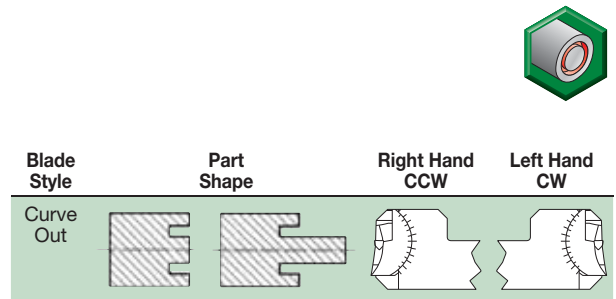 Blade Style
Part Shape
Right Hand CCW
Left Hand CW
Curve Out